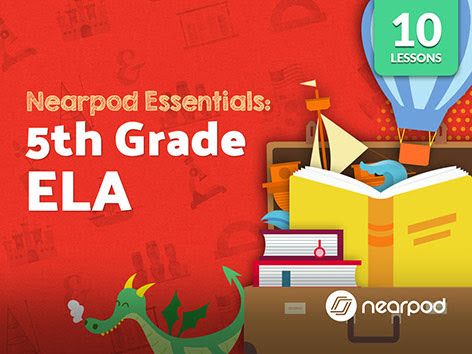 10
LESSONS
Nearpod Essentials:
5th Grade
ELA
nearpod